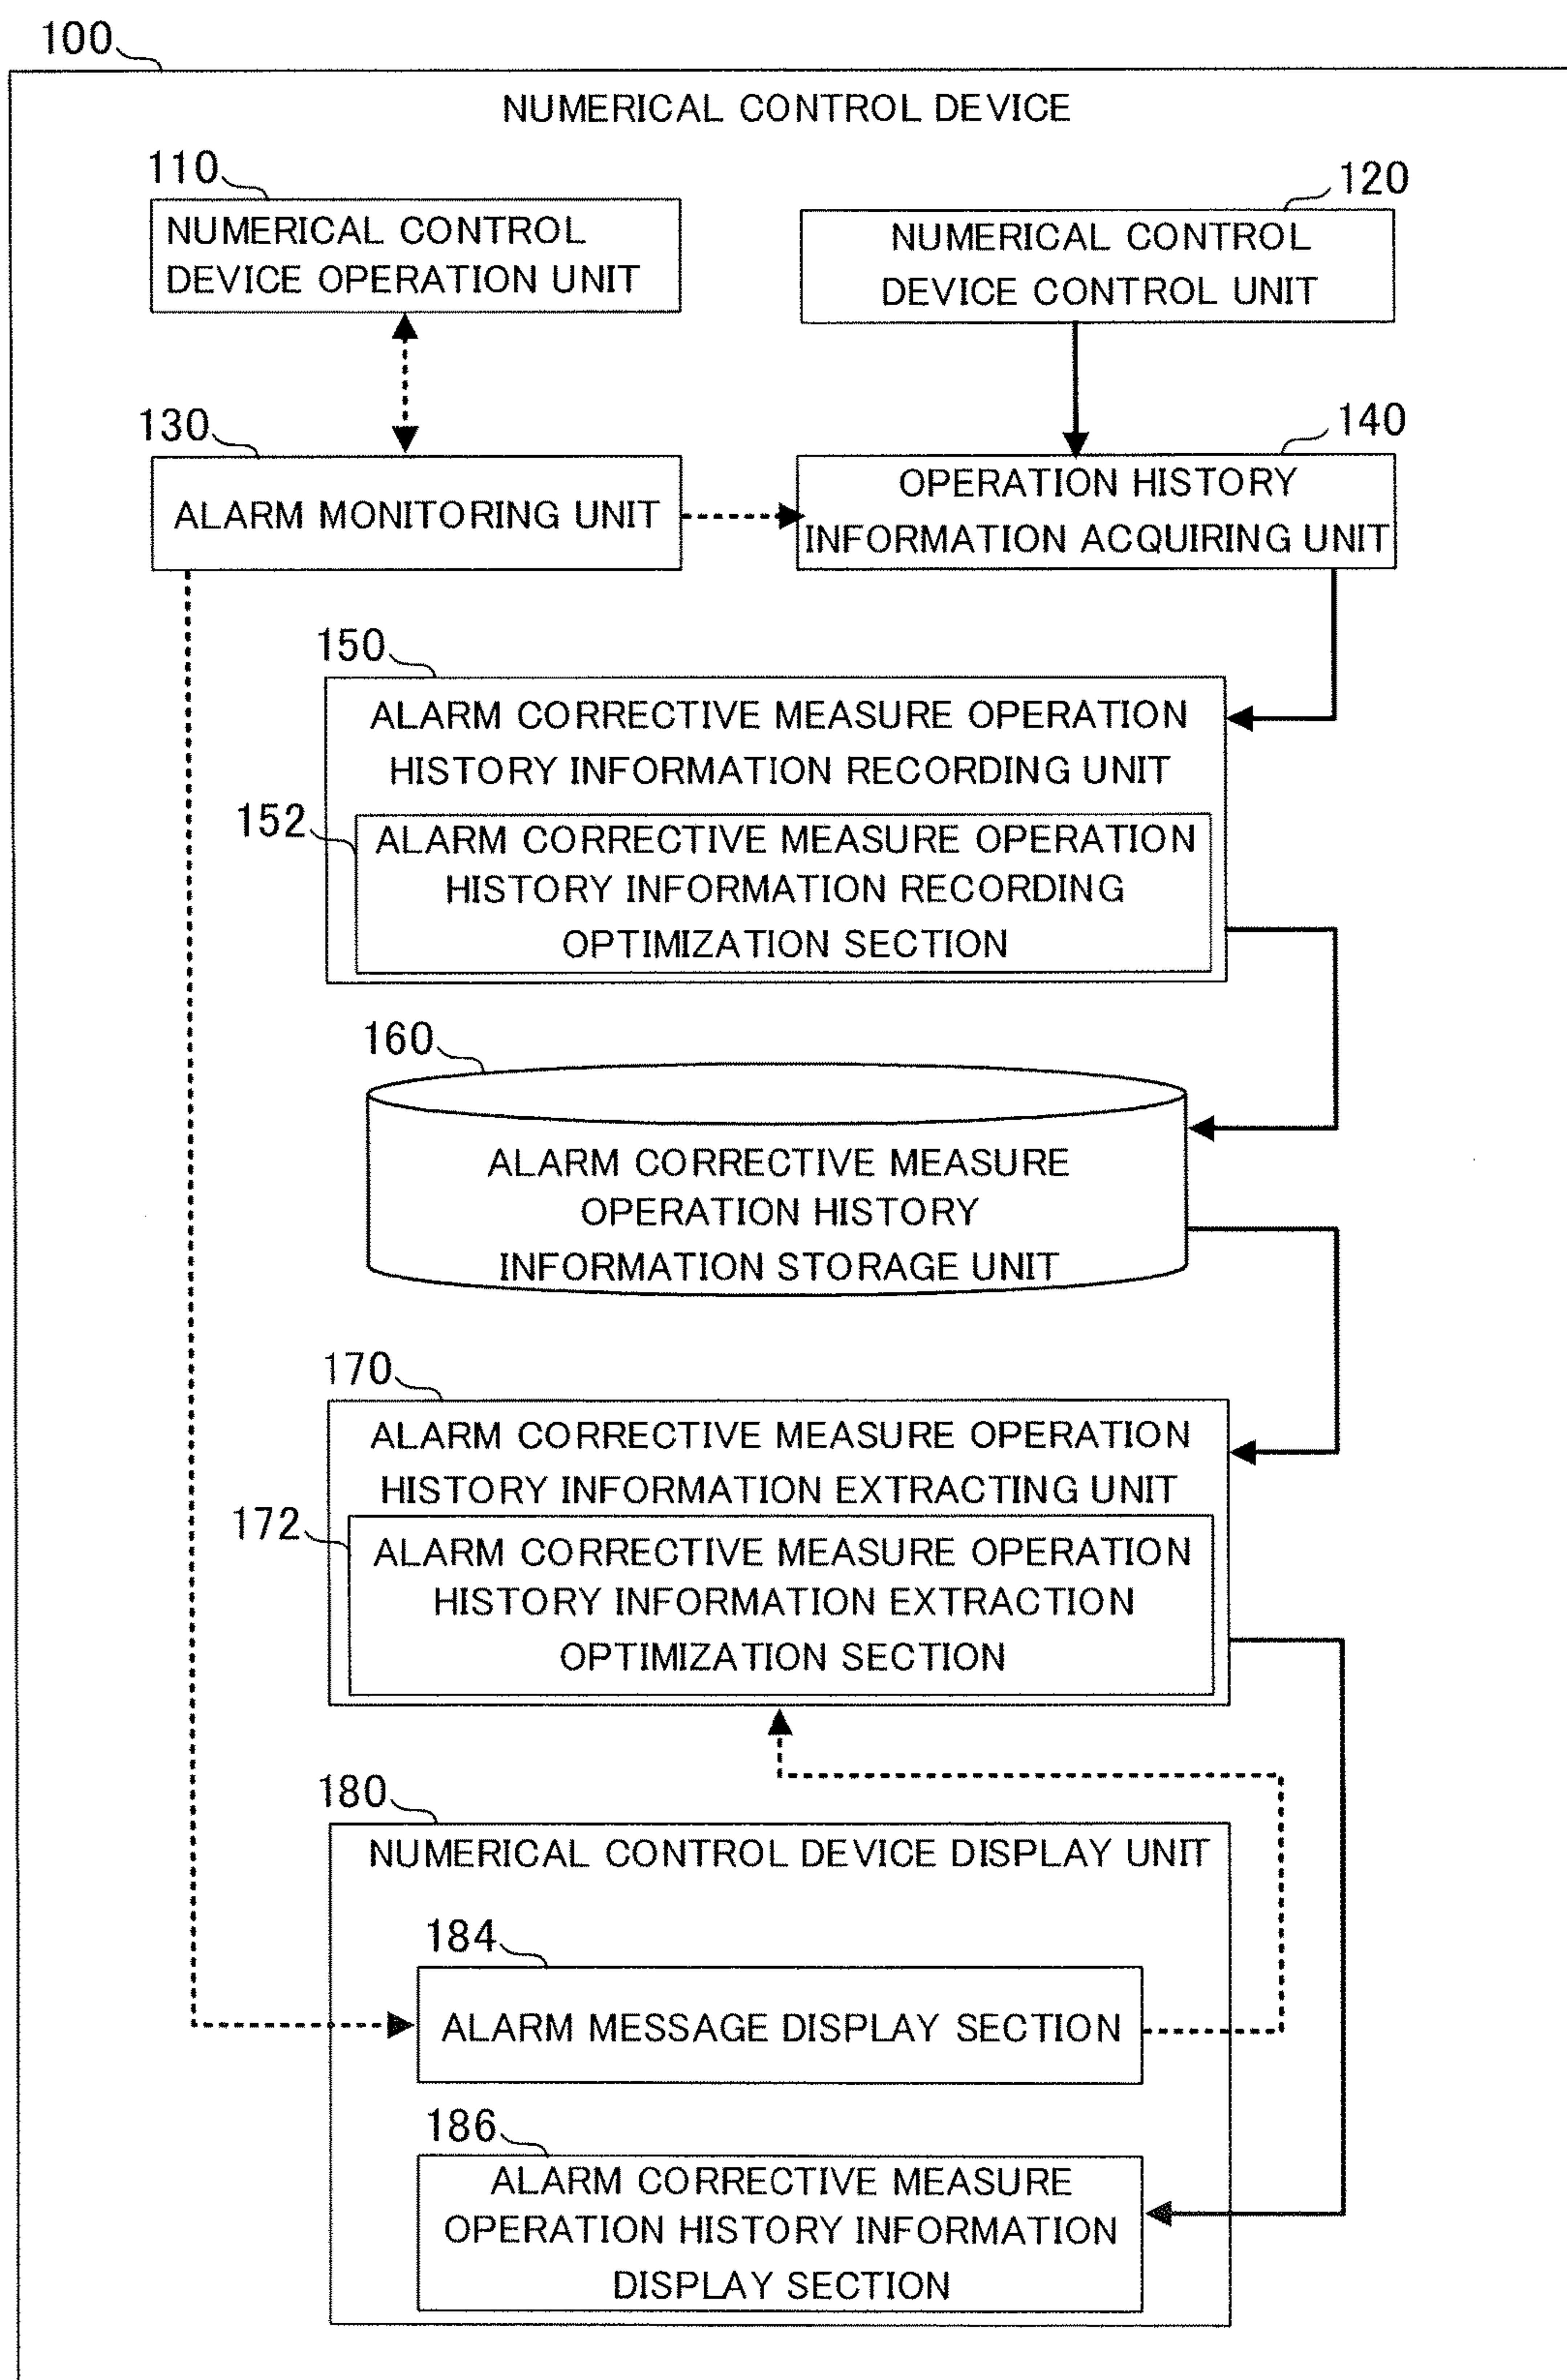 100
NUMERICAL CONTROL DEVICE
110
NUMERICAL CONTROL
DEVICE OPERATION UNIT
120
NUMERICAL CONTROL
DEVICE CONTROL UNIT
130
ALARM MONITORING UNIT
140
OPERATION HISTORY
INFORMATION ACQUIRING UNIT
150
ALARM CORRECTIVE MEASURE OPERATION
HISTORY INFORMATION RECORDING UNIT
152
ALARM CORRECTIVE MEASURE OPERATION
HISTORY INFORMATION RECORDING
OPTIMIZATION SECTION
160
ALARM CORRECTIVE MEASURE
OPERATION HISTORY
INFORMATION STORAGE UNIT
170
ALARM CORRECTIVE MEASURE OPERATION
HISTORY INFORMATION EXTRACTING UNIT
172
ALARM CORRECTIVE MEASURE OPERATION
HISTORY INFORMATION EXTRACTION
OPTIMIZATION SECTION
180
NUMERICAL CONTROL DEVICE DISPLAY UNIT
184
ALARM MESSAGE DISPLAY SECTION
186
ALARM CORRECTIVE MEASURE
OPERATION HISTORY INFORMATION
DISPLAY SECTION